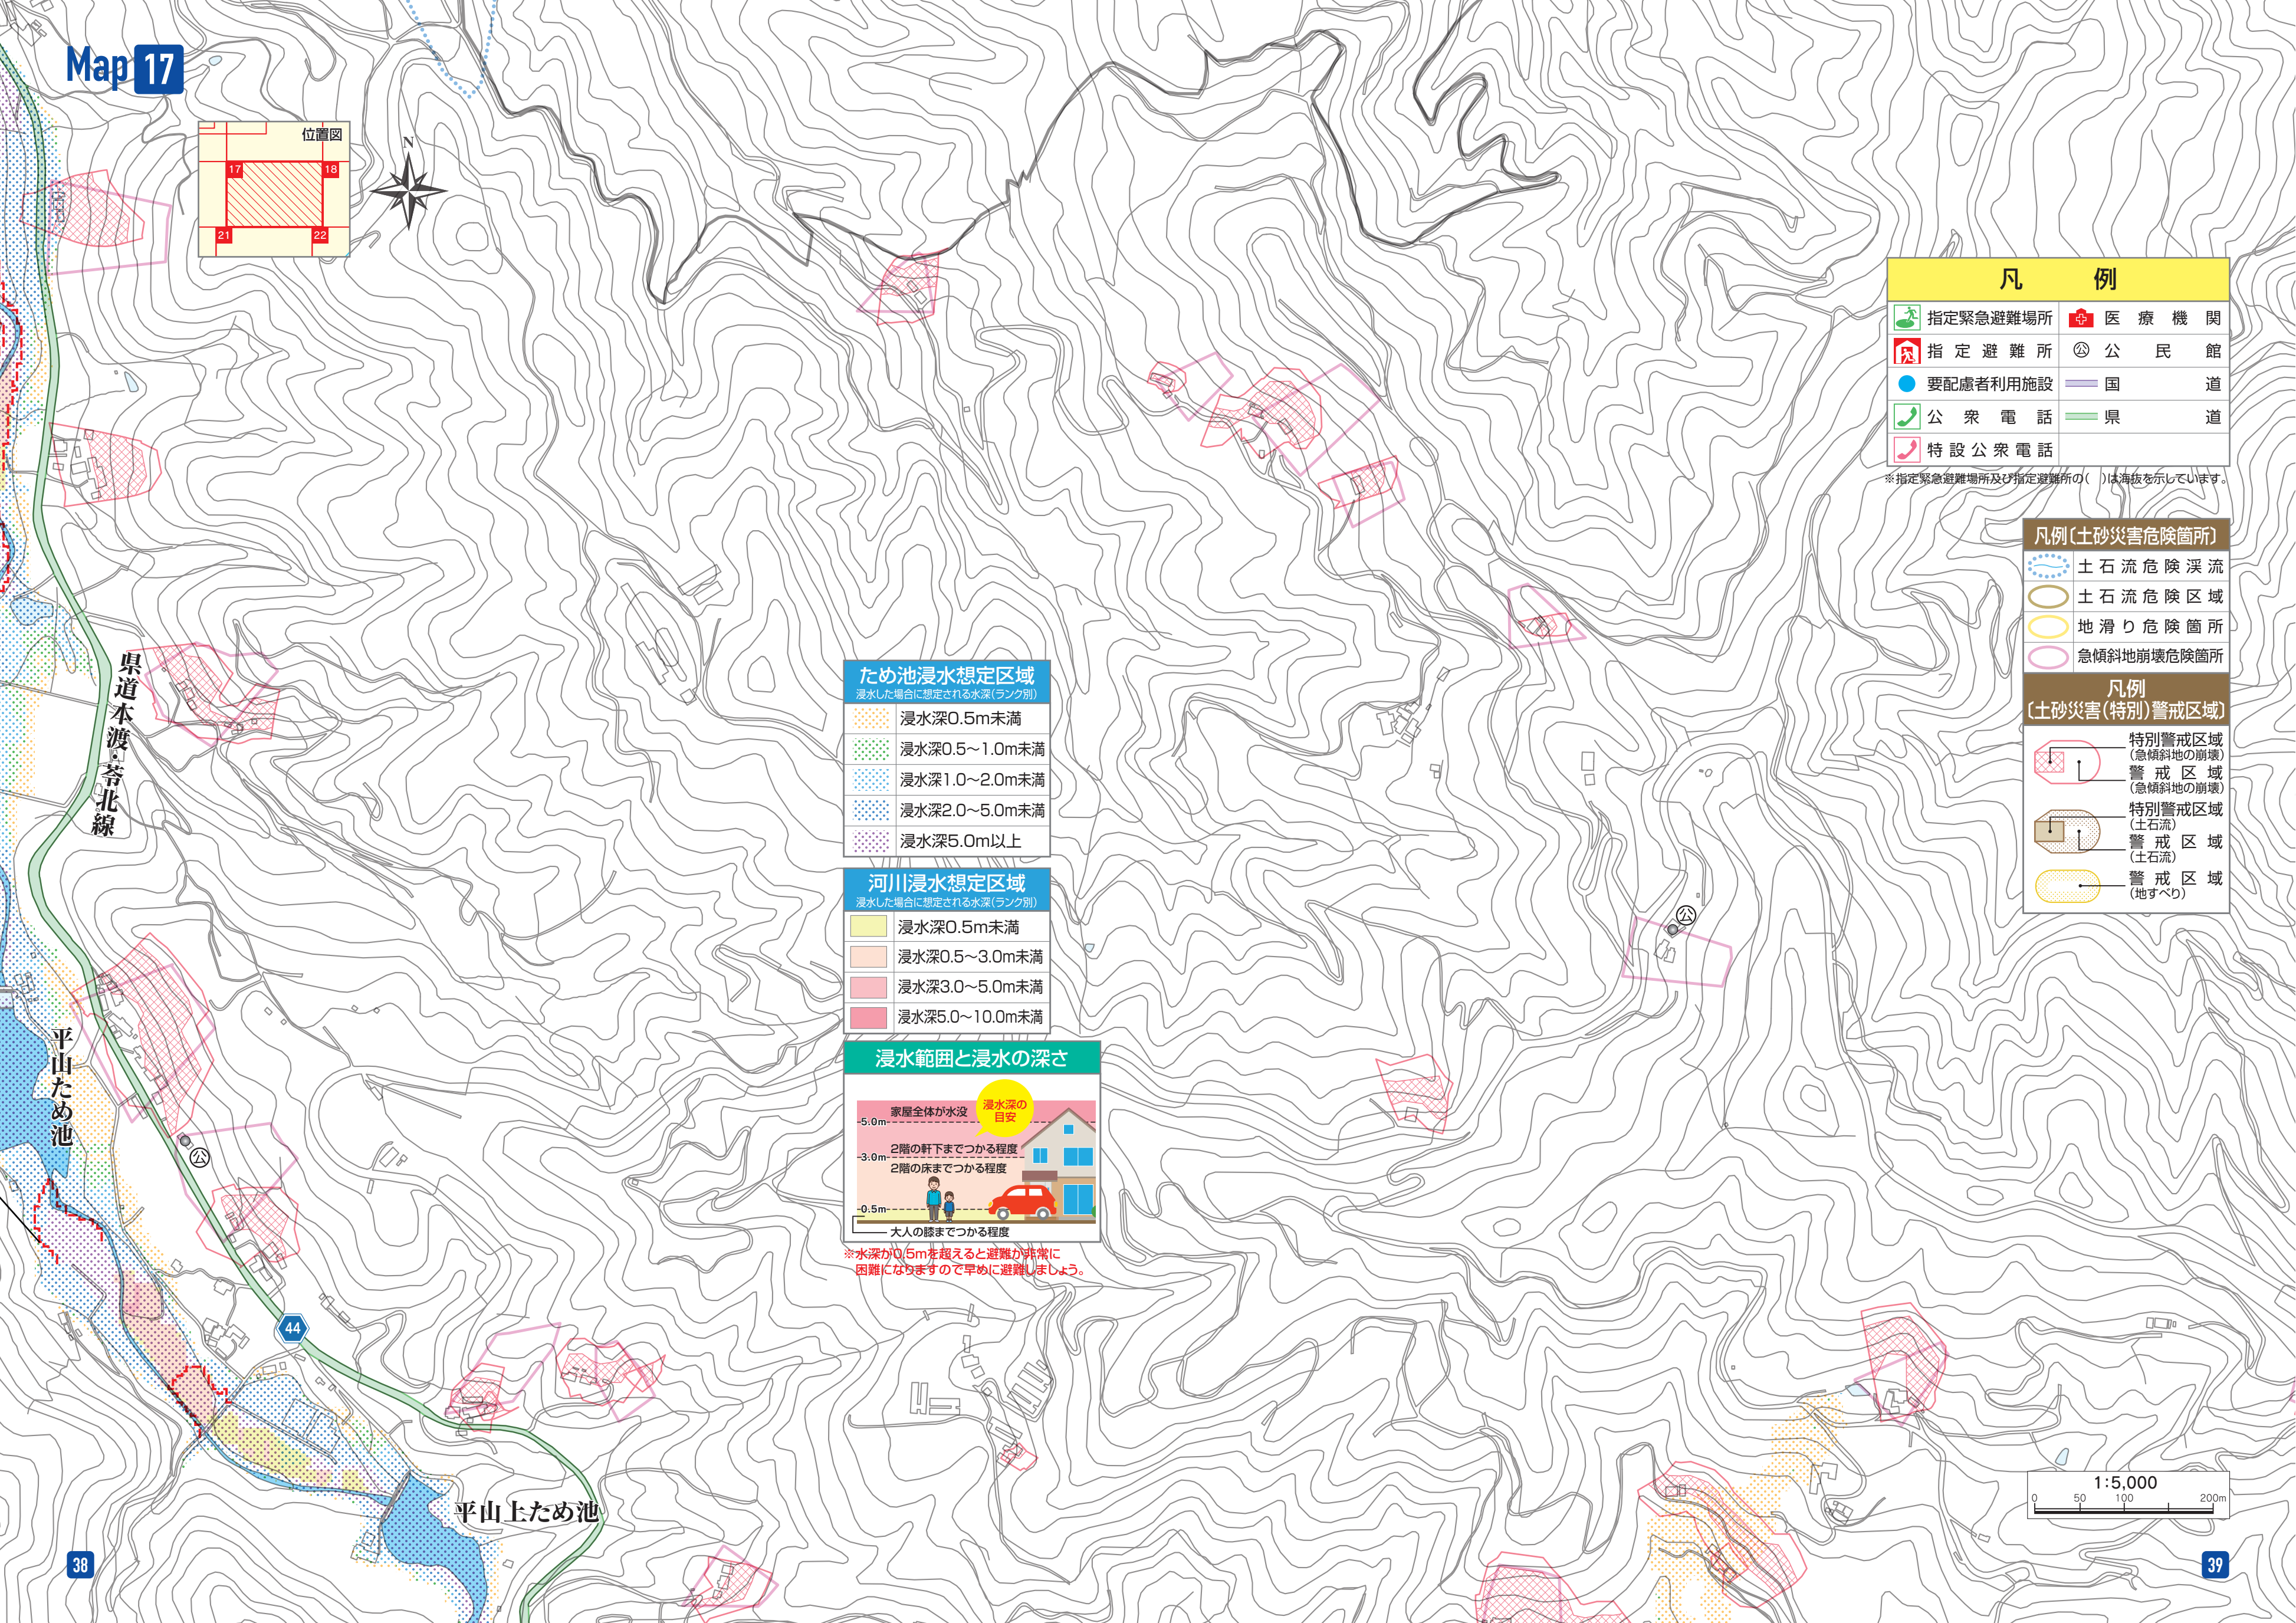 Map 17
位置図
17
18
21
22
N
県道本渡・苓北線
平山ため池
公
44
平山上ため池
38
ため池浸水想定区域
浸水した場合に想定される水深(ランク別)
浸水深0.5m未満
浸水深0.5〜1.0m未満
浸水深1.0〜2.0m未満
浸水深2.0〜5.0m未満
浸水深5.0m以上
河川浸水想定区域
浸水した場合に想定される水深(ランク別)
浸水深0.5m未満
浸水深0.5〜3.0m未満
浸水深3.0〜5.0m未満
浸水深5.0〜10.0m未満
浸水範囲と浸水の深さ
浸水深の
目安
家屋全体が水没
5.0m
2階の軒下までつかる程度
3.0m
2階の床までつかる程度
0.5m
大人の膝までつかる程度
※水深が0.5mを超えると避難が非常に
困難になりますので早めに避難しましょう。
公
凡例
指定緊急避難場所 医療機関
指定避難所 公 公民館
要配慮者利用施設 国道
公衆電話 県道
特設公衆電話
※指定緊急避難場所及び指定避難所の( )は海抜を示しています。
凡例〔土砂災害危険箇所〕
土石流危険渓流
土石流危険区域
地滑り危険箇所
急傾斜地崩壊危険箇所
凡例
〔土砂災害(特別)警戒区域〕
特別警戒区域
(急傾斜地の崩壊)
警戒区域
(急傾斜地の崩壊)
特別警戒区域
(土石流)
警戒区域
(土石流)
警戒区域
(地すべり)
1:5,000
0 50 100 200m
39